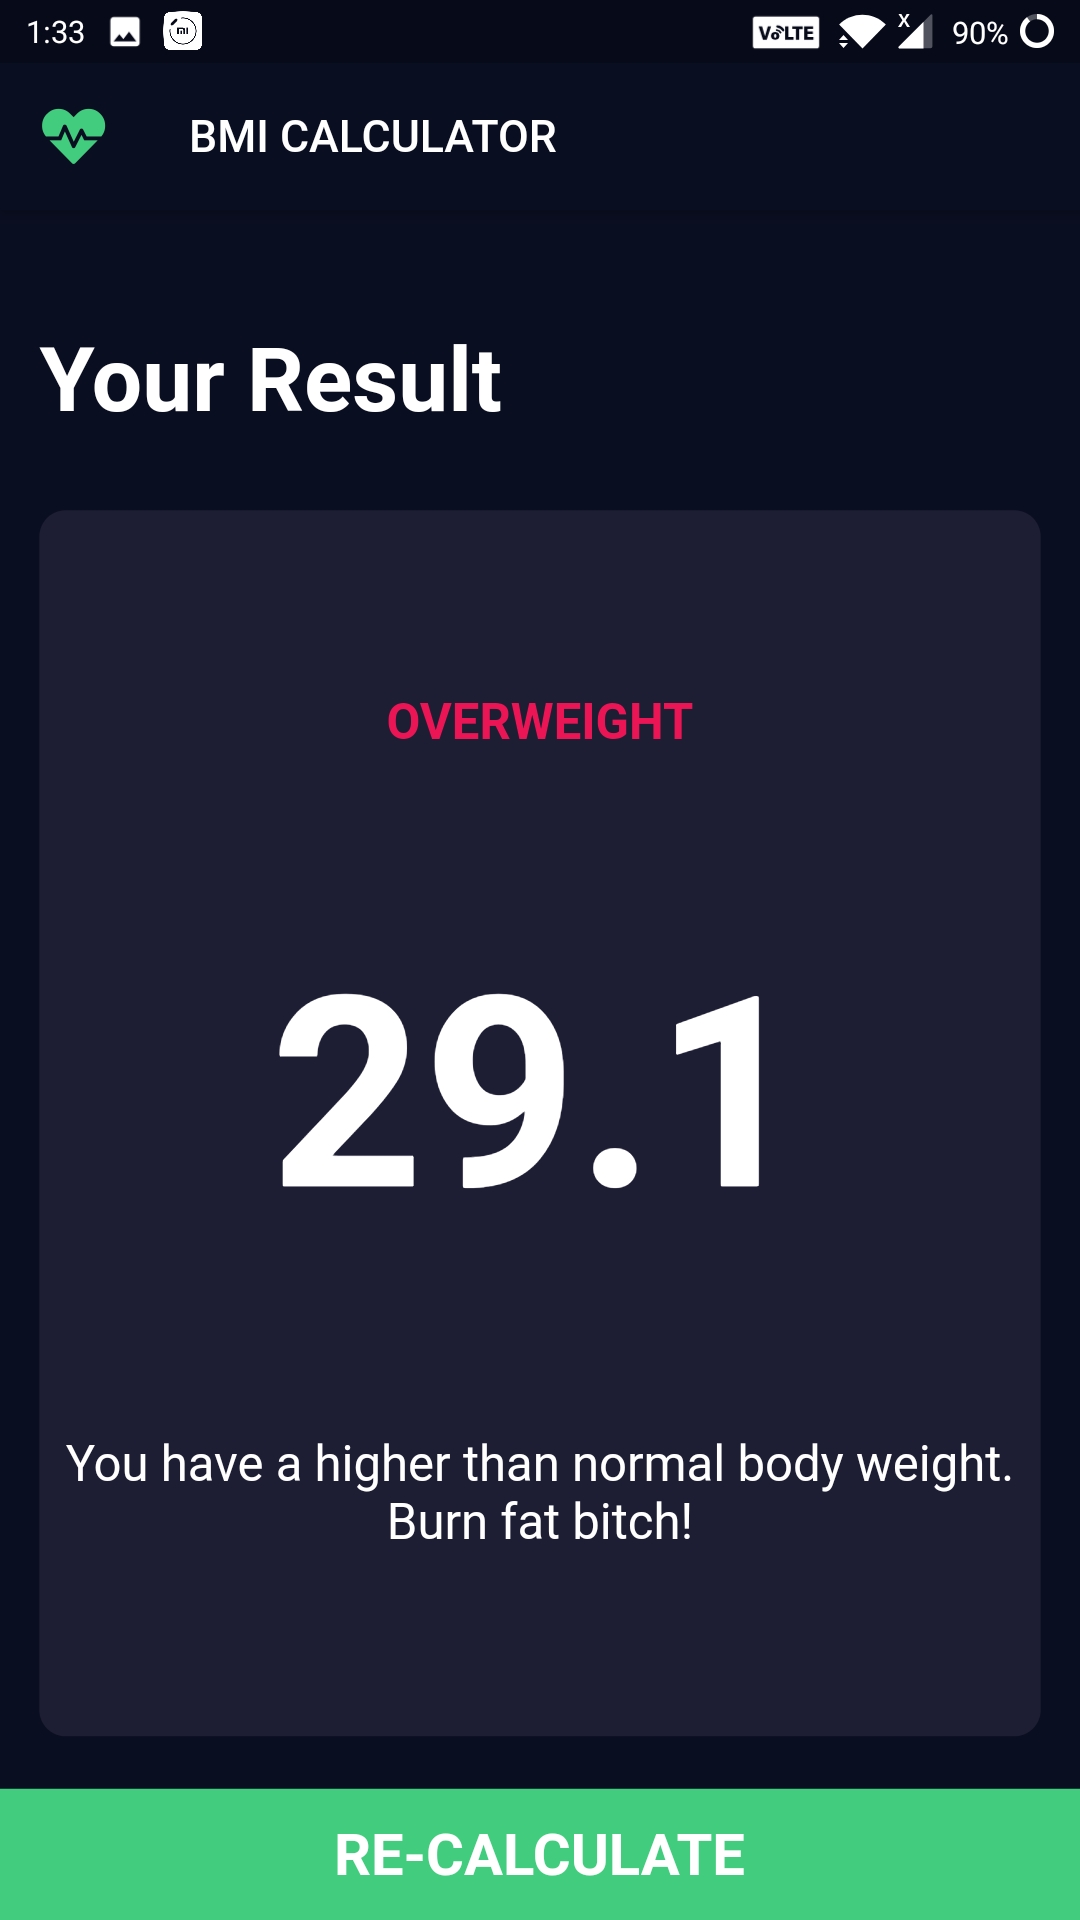 1:33
mi
VoLTE
X
90%
BMI CALCULATOR
Your Result
OVERWEIGHT
29.1
You have a higher than normal body weight.
Burn fat bitch!
RE-CALCULATE